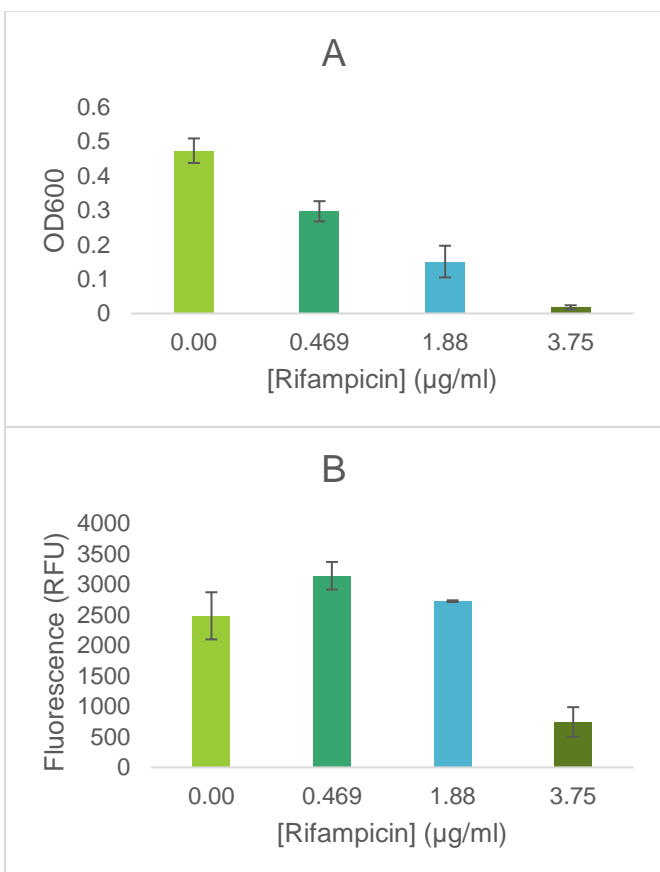 A
OD600
0.6
0.5
0.4
0.3
0.2
0.1
0
0.00 0.469 1.88 3.75
[Rifampicin] (µg/ml)
B
Fluorescence (RFU)
4000
3500
3000
2500
2000
1500
1000
500
0
0.00 0.469 1.88 3.75
[Rifampicin] (µg/ml)